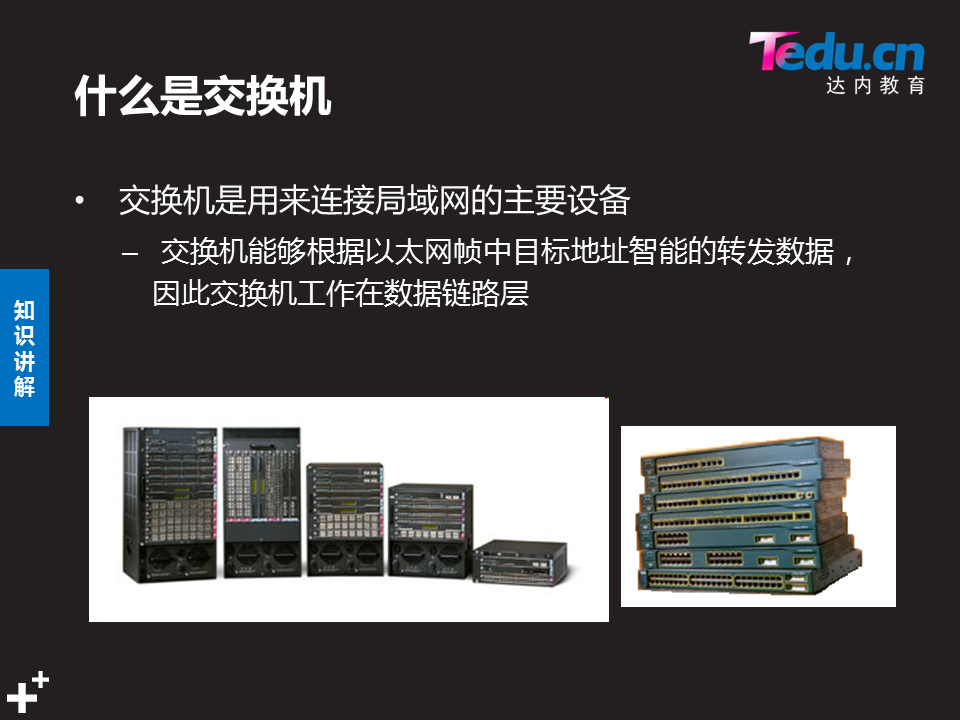 Tedu.cn
达内教育
什么是交换机
• 交换机是用来连接局域网的主要设备
– 交换机能够根据以太网帧中目标地址智能的转发数据，
因此交换机工作在数据链路层
知
识
讲
解